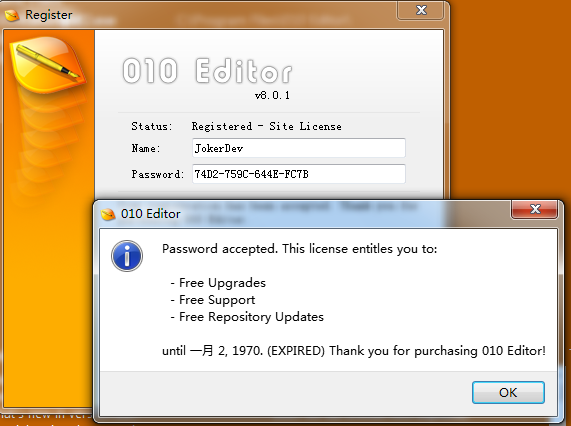 Register
010 Editor
v8.0.1
Status: Registered - Site License
Name: JokerDev
Password: 74D2-759C-644E-FC7B
010 Editor
Password accepted. This license entitles you to:
- Free Upgrades
- Free Support
- Free Repository Updates
until 一月 2, 1970. (EXPIRED) Thank you for purchasing 010 Editor!
OK